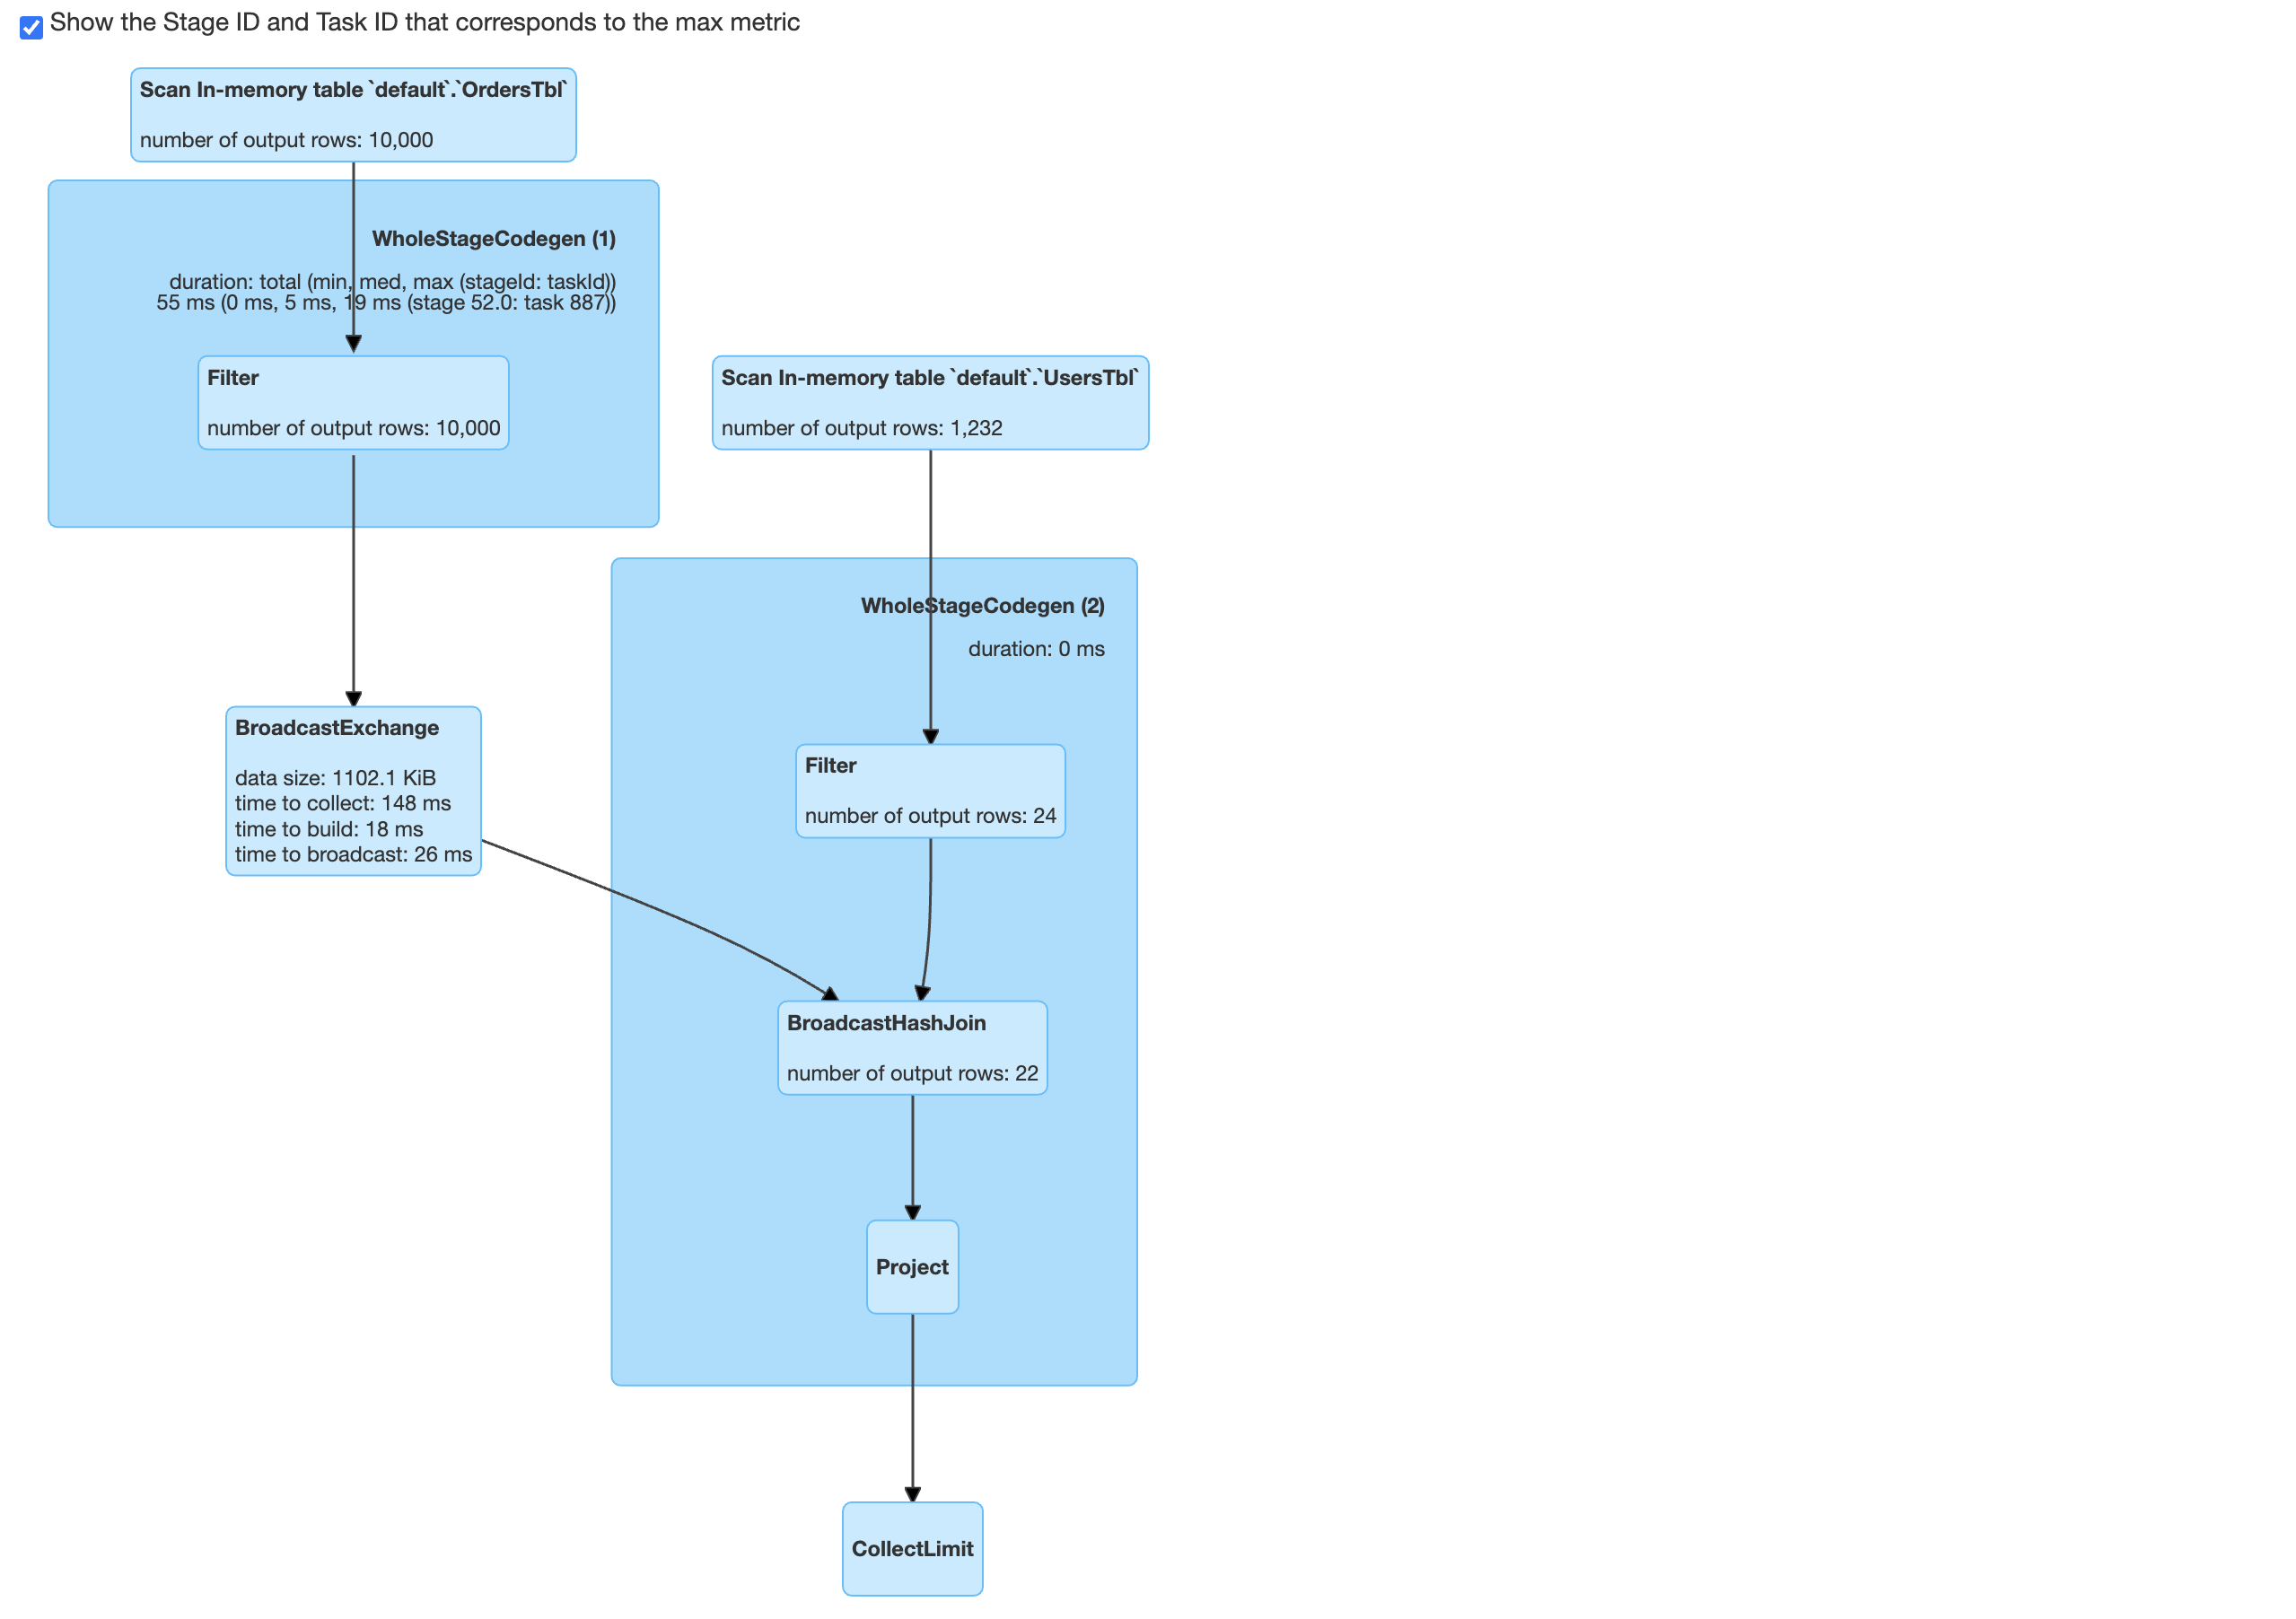 Show the Stage ID and Task ID that corresponds to the max metric
Scan In-memory table `default`.`OrdersTbl`
number of output rows: 10,000
WholeStageCodegen (1)
duration: total (min, med, max (stageId: taskId))
55 ms (0 ms, 5 ms, 19 ms (stage 52.0: task 887))
Filter
number of output rows: 10,000
Scan In-memory table `default`.`UsersTbl`
number of output rows: 1,232
WholeStageCodegen (2)
duration: 0 ms
BroadcastExchange
data size: 1102.1 KiB
time to collect: 148 ms
time to build: 18 ms
time to broadcast: 26 ms
Filter
number of output rows: 24
BroadcastHashJoin
number of output rows: 22
Project
CollectLimit